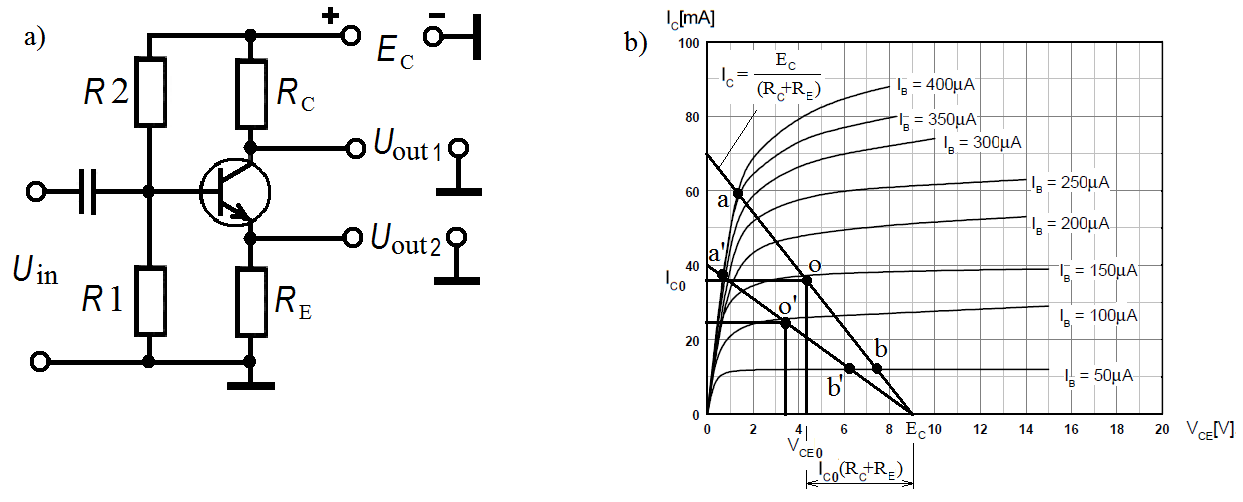 a)
+
−
E_C
R2
R_C
U_out1
U_out2
U_in
R1
R_E
b)
I_C[mA]
100
80
60
40
20
0
I_C0
I_C = E_C / (R_C+R_E)
I_B = 400µA
I_B = 350µA
I_B = 300µA
I_B = 250µA
I_B = 200µA
I_B = 150µA
I_B = 100µA
I_B = 50µA
a
a'
o
o'
b
b'
0 2 4 6 8 E_C 10 12 14 16 18 20 V_CE[V]
V_CE0
I_C0(R_C+R_E)